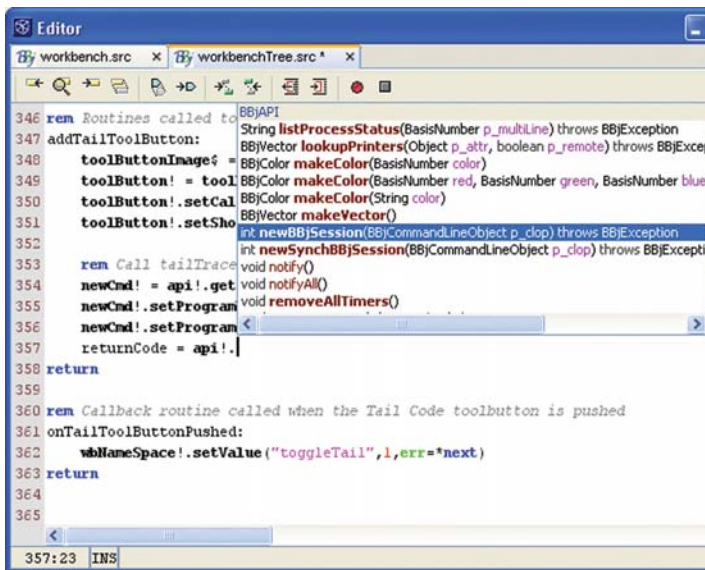 Editor
BBj workbench.src x BBj workbenchTree.src * x
346 rem Routines called to
347 addTailToolButton:
348 toolButtonImage$ =
349 toolButton! = tool
350 toolButton!.setCal
351 toolButton!.setSho
352
353 rem Call tailTrace
354 newCmd! = api!.get
355 newCmd!.setProgram
356 newCmd!.setProgram
357 returnCode = api!.
BBjAPI
String listProcessStatus(BasisNumber p_multiLine) throws BBjException
BBjVector lookupPrinters(Object p_attr, boolean p_remote) throws BBjExcep
BBjColor makeColor(BasisNumber color)
BBjColor makeColor(BasisNumber red, BasisNumber green, BasisNumber blue
BBjColor makeColor(String color)
BBjVector makeVector()
int newBBjSession(BBjCommandLineObject p_clop) throws BBjException
int newSynchBBjSession(BBjCommandLineObject p_clop) throws BBjExcepti
void notify()
void notifyAll()
void removeAllTimers()
358 return
359
360 rem Callback routine called when the Tail Code toolbutton is pushed
361 onTailToolButtonPushed:
362 wbNameSpace!.setValue("toggleTail",1,err=*next)
363 return
364
365
357:23 INS